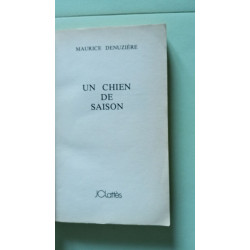 MAURICE DENUZIÈRE
UN CHIEN
DE
SAISON
JCLattès